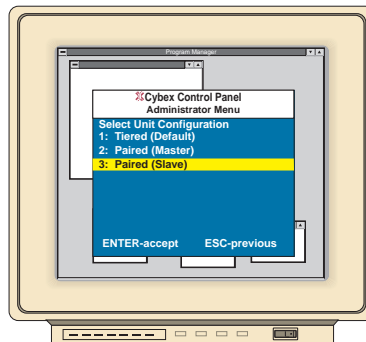 Program Manager
Cybex Control Panel
Administrator Menu
Select Unit Configuration
1: Tiered (Default)
2: Paired (Master)
3: Paired (Slave)
ENTER-accept ESC-previous